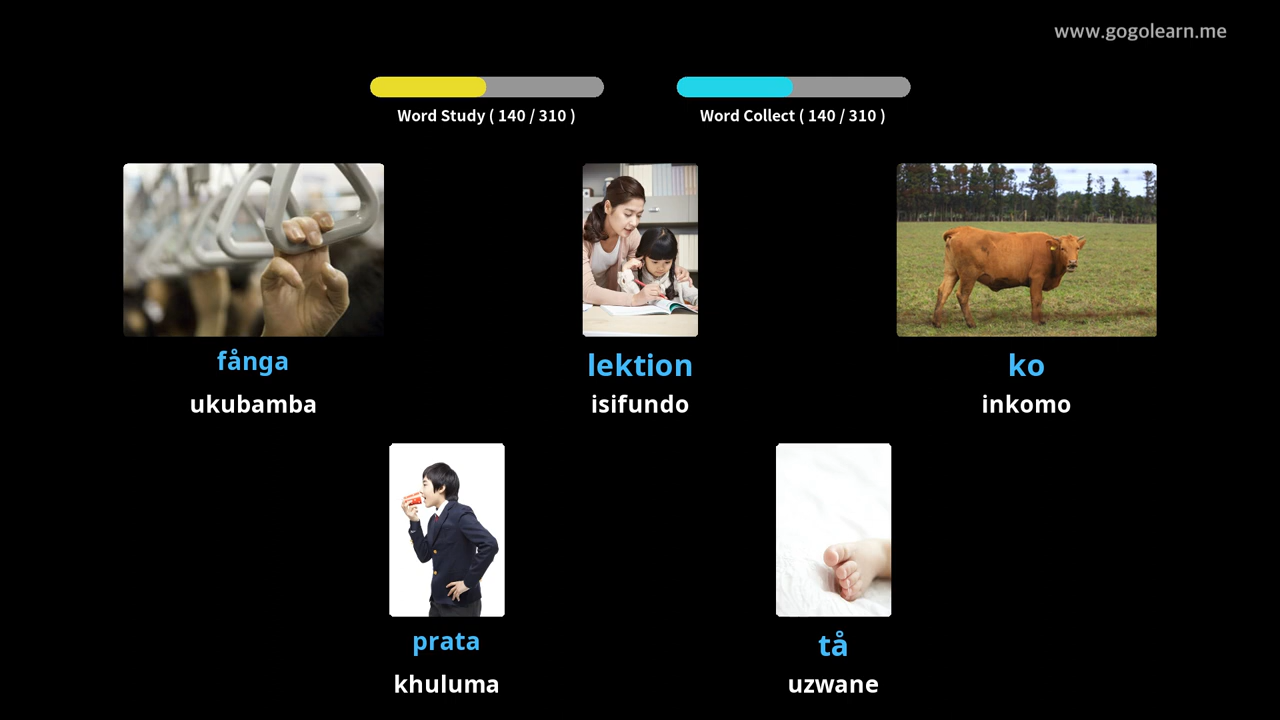 www.gogolearn.me
Word Study ( 140 / 310 )
Word Collect ( 140 / 310 )
fånga
ukubamba
lektion
isifundo
ko
inkomo
prata
khuluma
tå
uzwane